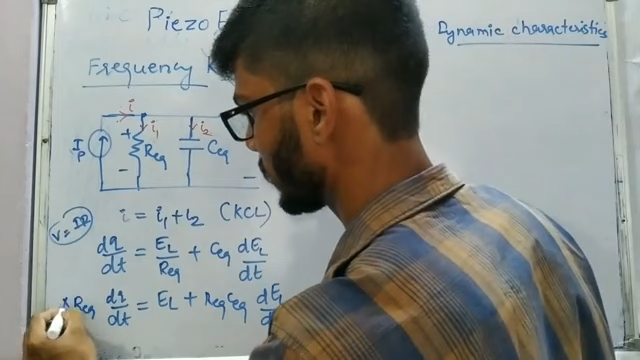 Piezo
Dynamic characteristics
Frequency
i
i₁
i₂
Ip
+
Req
Ceq
-
-
i = i₁ + i₂ (KCL)
V = IR
dq/dt = EL/Req + Ceq dEL/dt
Req dq/dt = EL + ReqCeq